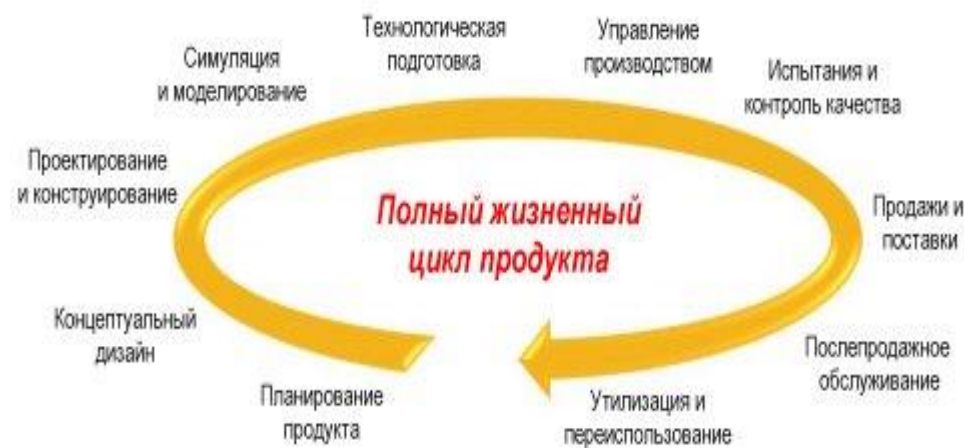 Технологическая
подготовка
Управление
производством
Симуляция
и моделирование
Испытания и
контроль качества
Проектирование
и конструирование
Полный жизненный
цикл продукта
Продажи и
поставки
Концептуальный
дизайн
Послепродажное
обслуживание
Планирование
продукта
Утилизация и
переиспользование